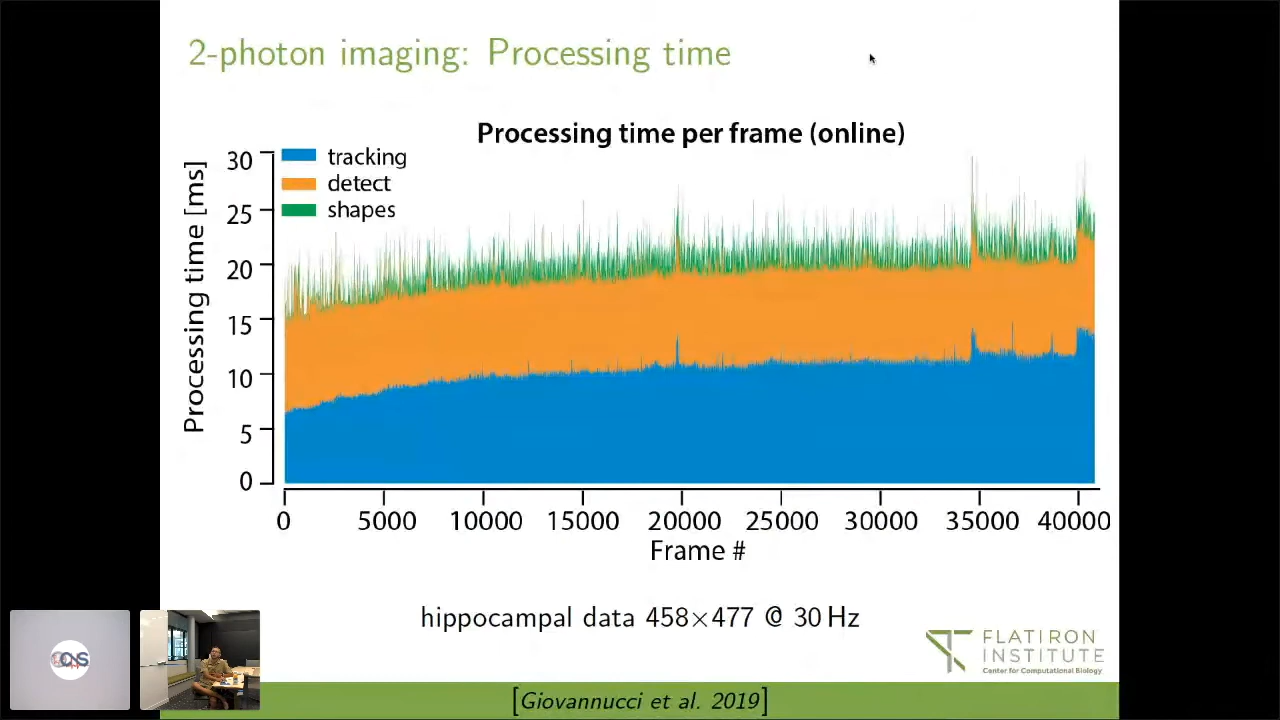 2-photon imaging: Processing time
Processing time per frame (online)
Processing time [ms]
30
25
20
15
10
5
0
tracking
detect
shapes
0 5000 10000 15000 20000 25000 30000 35000 40000
Frame #
hippocampal data 458×477 @ 30 Hz
FLATIRON
INSTITUTE
Center for Computational Biology
[Giovannucci et al. 2019]